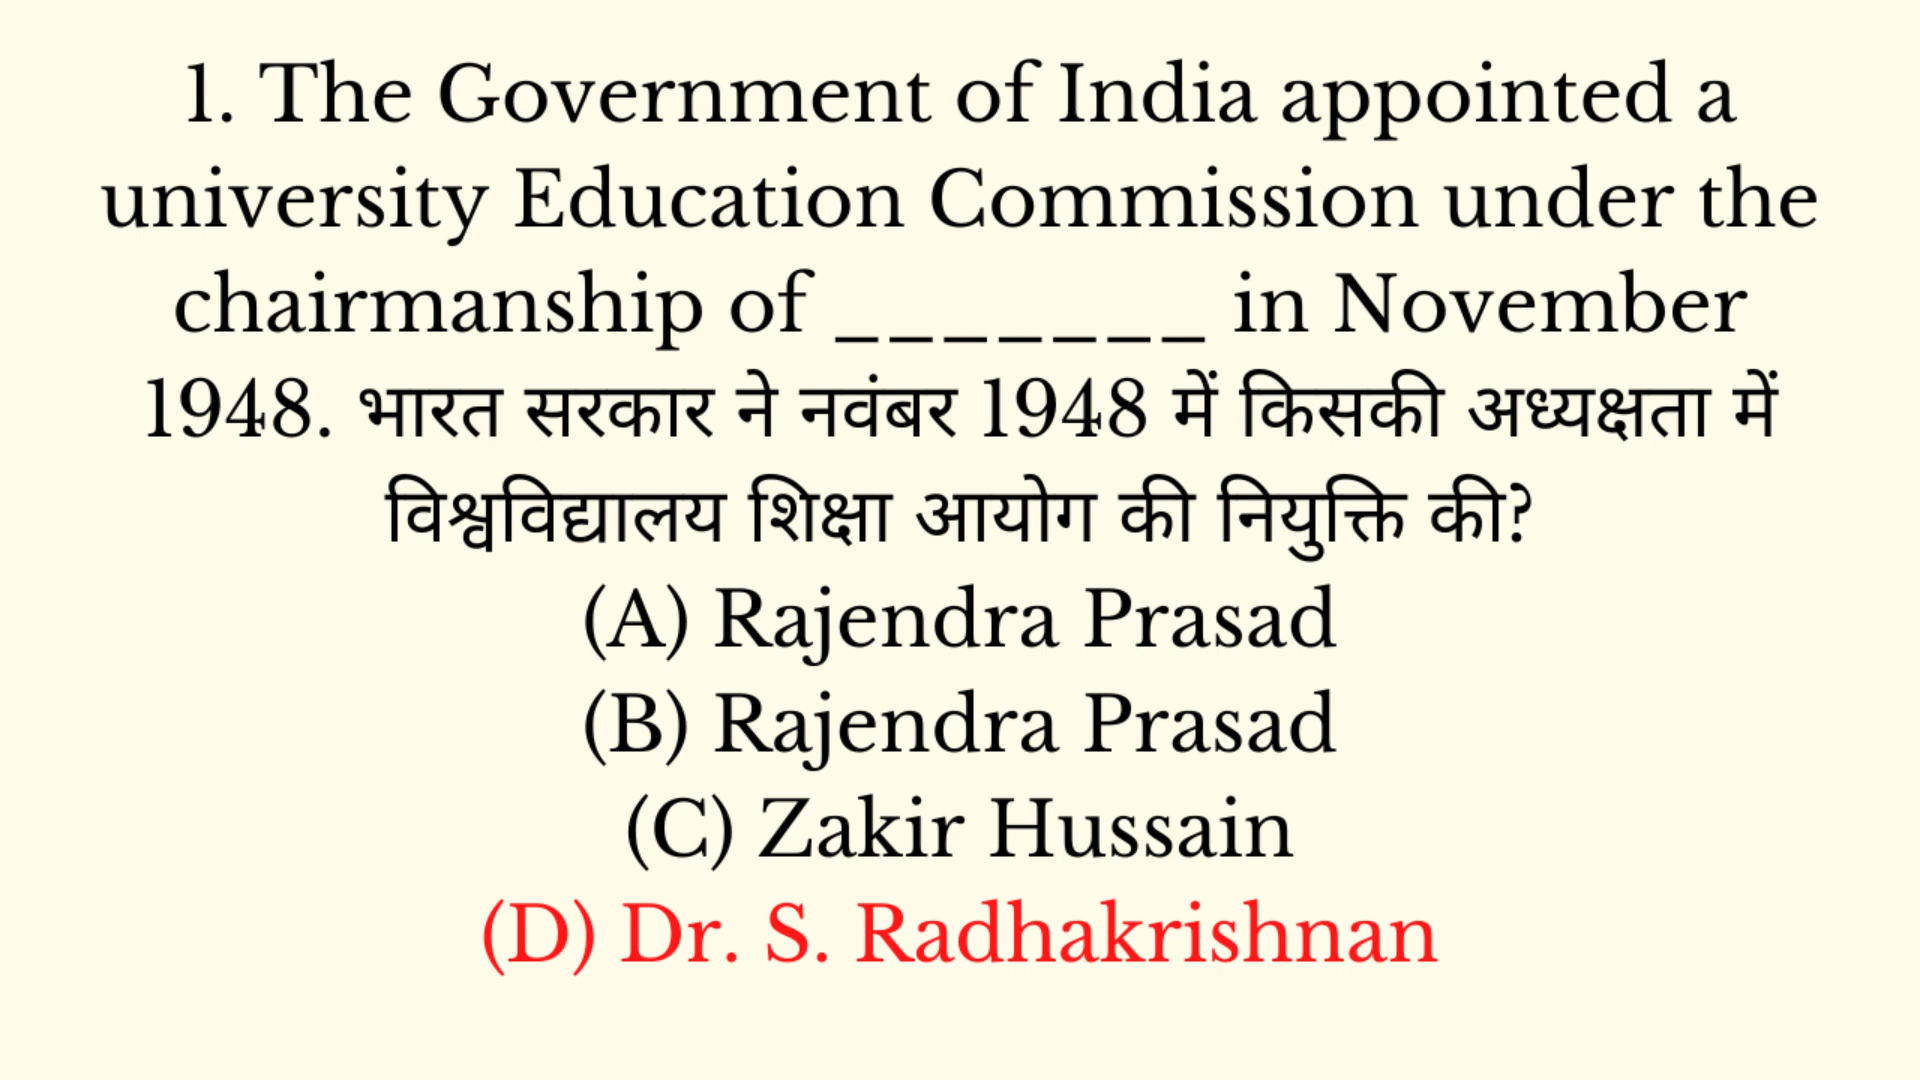 1. The Government of India appointed a
university Education Commission under the
chairmanship of _______ in November
1948. भारत सरकार ने नवंबर 1948 में किसकी अध्यक्षता में
विश्वविद्यालय शिक्षा आयोग की नियुक्ति की?
(A) Rajendra Prasad
(B) Rajendra Prasad
(C) Zakir Hussain
(D) Dr. S. Radhakrishnan